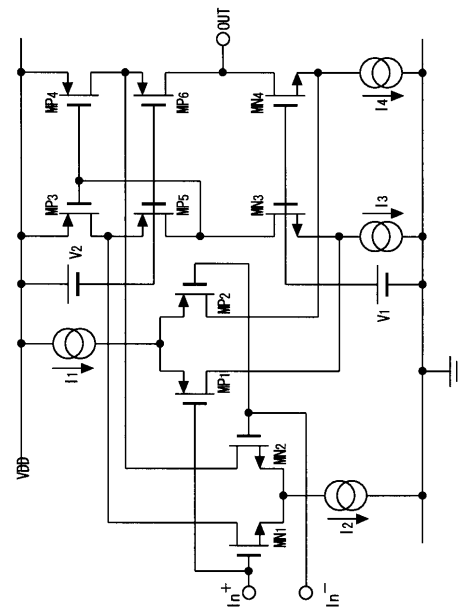 VDD
I1
V2
MP3
MP4
MP5
MP6
OUT
MP1
MP2
MN3
MN4
MN1
MN2
In+
In-
I2
V1
I3
I4